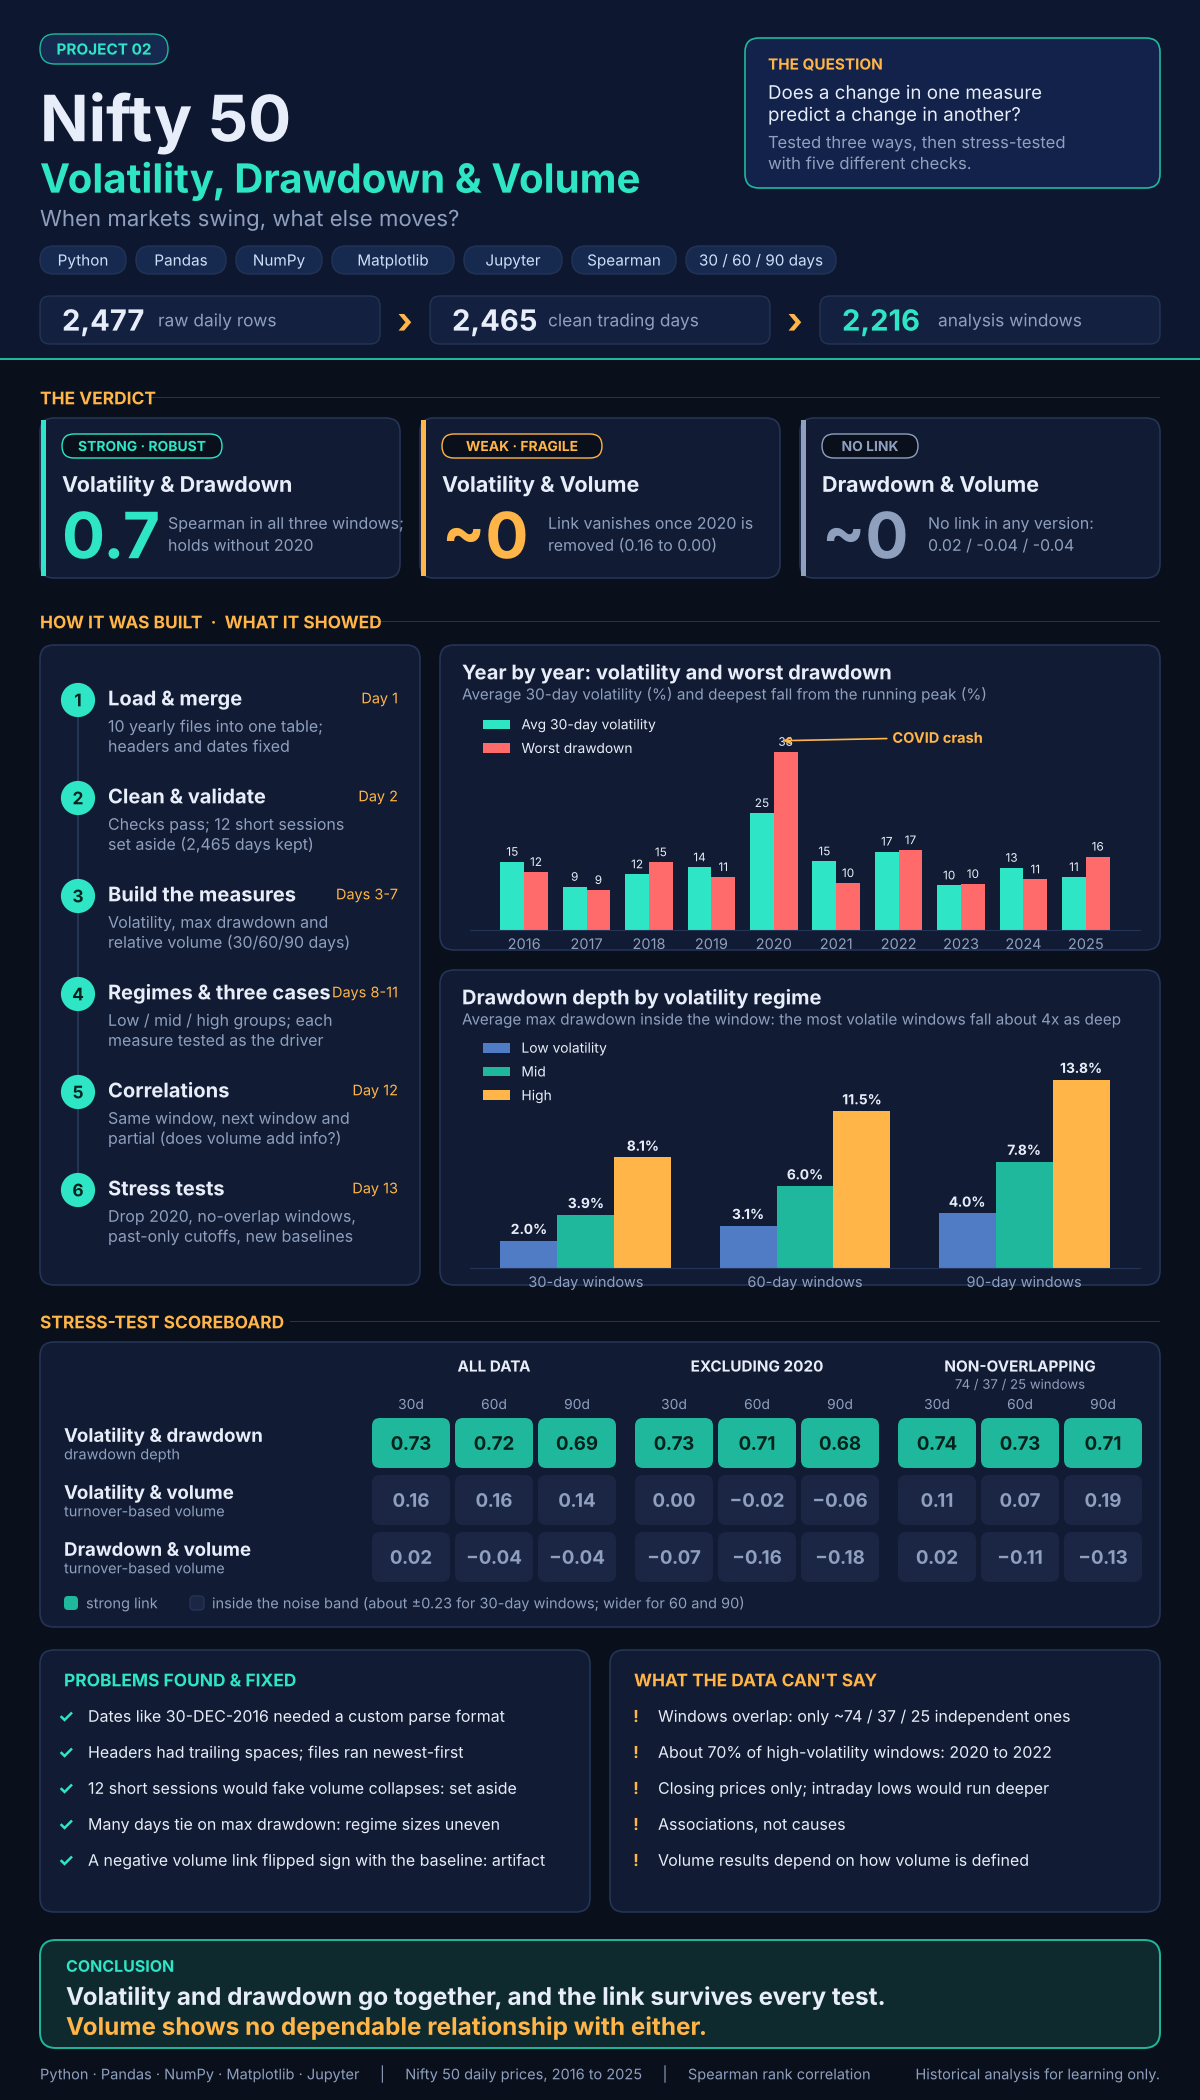 PROJECT 02
Nifty 50
Volatility, Drawdown & Volume
When markets swing, what else moves?
THE QUESTION
Does a change in one measure
predict a change in another?
Tested three ways, then stress-tested
with five different checks.
Python Pandas NumPy Matplotlib Jupyter Spearman 30 / 60 / 90 days
2,477 raw daily rows › 2,465 clean trading days › 2,216 analysis windows
THE VERDICT
STRONG · ROBUST
Volatility & Drawdown
0.7
Spearman in all three windows;
holds without 2020
WEAK · FRAGILE
Volatility & Volume
~0
Link vanishes once 2020 is
removed (0.16 to 0.00)
NO LINK
Drawdown & Volume
~0
No link in any version:
0.02 / -0.04 / -0.04
HOW IT WAS BUILT · WHAT IT SHOWED
1 Load & merge Day 1
10 yearly files into one table;
headers and dates fixed
2 Clean & validate Day 2
Checks pass; 12 short sessions
set aside (2,465 days kept)
3 Build the measures Days 3-7
Volatility, max drawdown and
relative volume (30/60/90 days)
4 Regimes & three cases Days 8-11
Low / mid / high groups; each
measure tested as the driver
5 Correlations Day 12
Same window, next window and
partial (does volume add info?)
6 Stress tests Day 13
Drop 2020, no-overlap windows,
past-only cutoffs, new baselines
Year by year: volatility and worst drawdown
Average 30-day volatility (%) and deepest fall from the running peak (%)
Avg 30-day volatility
Worst drawdown
COVID crash
15 12 9 9 12 15 14 11 25 15 10 17 17 10 10 13 11 11 16
2016 2017 2018 2019 2020 2021 2022 2023 2024 2025
Drawdown depth by volatility regime
Average max drawdown inside the window: the most volatile windows fall about 4x as deep
Low volatility
Mid
High
2.0% 3.9% 8.1% 3.1% 6.0% 11.5% 4.0% 7.8% 13.8%
30-day windows 60-day windows 90-day windows
STRESS-TEST SCOREBOARD
ALL DATA EXCLUDING 2020 NON-OVERLAPPING
74 / 37 / 25 windows
30d 60d 90d 30d 60d 90d 30d 60d 90d
Volatility & drawdown
drawdown depth
0.73 0.72 0.69 0.73 0.71 0.68 0.74 0.73 0.71
Volatility & volume
turnover-based volume
0.16 0.16 0.14 0.00 −0.02 −0.06 0.11 0.07 0.19
Drawdown & volume
turnover-based volume
0.02 −0.04 −0.04 −0.07 −0.16 −0.18 0.02 −0.11 −0.13
strong link inside the noise band (about ±0.23 for 30-day windows; wider for 60 and 90)
PROBLEMS FOUND & FIXED
✓ Dates like 30-DEC-2016 needed a custom parse format
✓ Headers had trailing spaces; files ran newest-first
✓ 12 short sessions would fake volume collapses: set aside
✓ Many days tie on max drawdown: regime sizes uneven
✓ A negative volume link flipped sign with the baseline: artifact
WHAT THE DATA CAN'T SAY
! Windows overlap: only ~74 / 37 / 25 independent ones
! About 70% of high-volatility windows: 2020 to 2022
! Closing prices only; intraday lows would run deeper
! Associations, not causes
! Volume results depend on how volume is defined
CONCLUSION
Volatility and drawdown go together, and the link survives every test.
Volume shows no dependable relationship with either.
Python · Pandas · NumPy · Matplotlib · Jupyter | Nifty 50 daily prices, 2016 to 2025 | Spearman rank correlation Historical analysis for learning only.